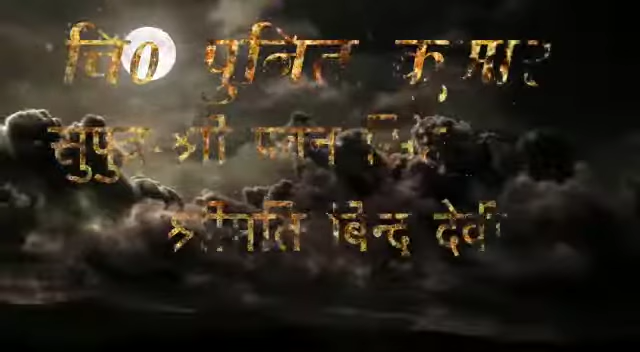 चि0 पुनित कुमार
सुपुत्र-श्री सिंह
श्रीमति बिन्दु देवी